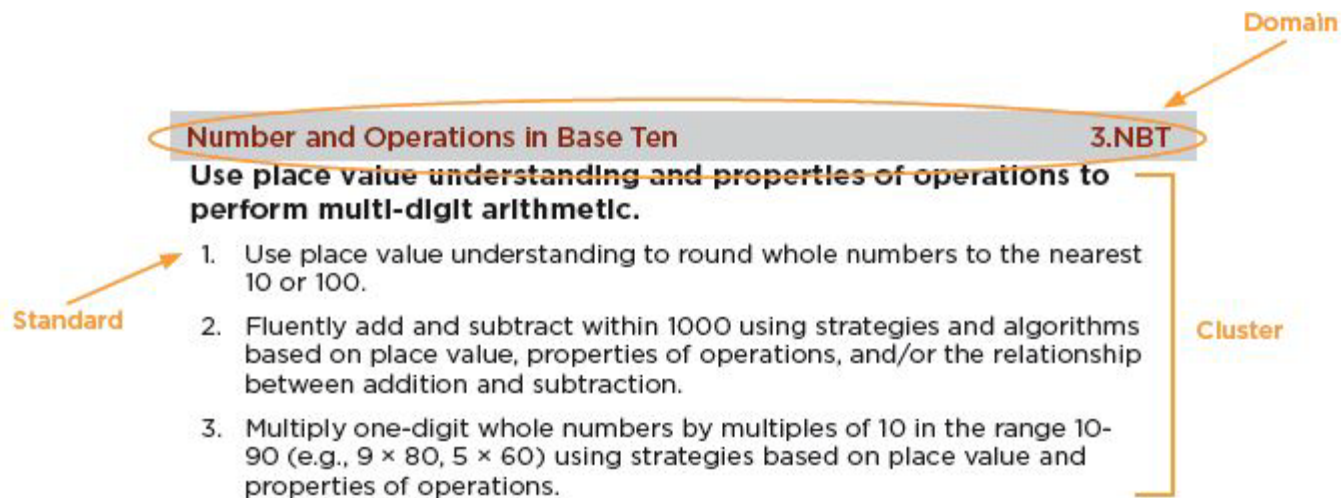 Domain
Number and Operations in Base Ten 3.NBT
Use place value understanding and properties of operations to
perform multi-digit arithmetic.
1. Use place value understanding to round whole numbers to the nearest
10 or 100.
Standard
2. Fluently add and subtract within 1000 using strategies and algorithms
based on place value, properties of operations, and/or the relationship
between addition and subtraction.
Cluster
3. Multiply one-digit whole numbers by multiples of 10 in the range 10-
90 (e.g., 9 × 80, 5 × 60) using strategies based on place value and
properties of operations.